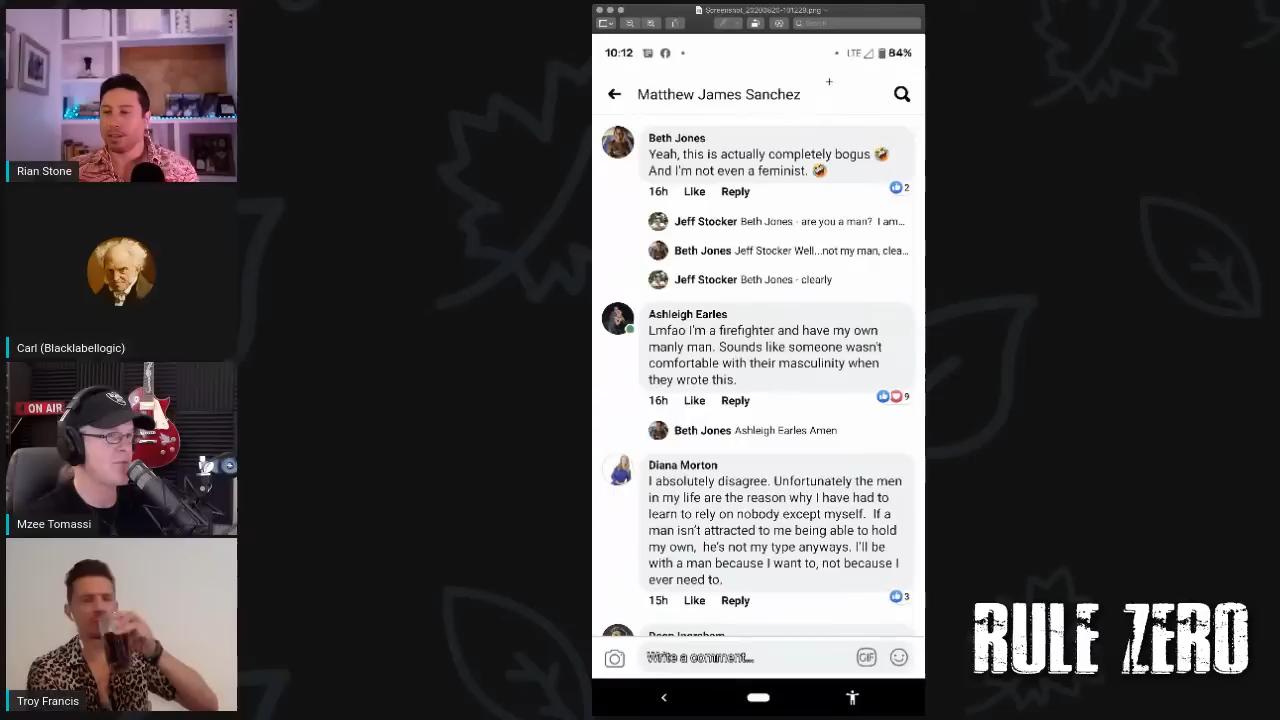 Screenshot_20200620-101229.png
Search
10:12
LTE
84%
Matthew James Sanchez
Beth Jones
Yeah, this is actually completely bogus 🤣
And I'm not even a feminist. 🤣
16h Like Reply
2
Jeff Stocker Beth Jones - are you a man? I am...
Beth Jones Jeff Stocker Well...not my man, clea...
Jeff Stocker Beth Jones - clearly
Ashleigh Earles
Lmfao I'm a firefighter and have my own
manly man. Sounds like someone wasn't
comfortable with their masculinity when
they wrote this.
16h Like Reply
9
Beth Jones Ashleigh Earles Amen
Diana Morton
I absolutely disagree. Unfortunately the men
in my life are the reason why I have had to
learn to rely on nobody except myself. If a
man isn't attracted to me being able to hold
my own, he's not my type anyways. I'll be
with a man because I want to, not because I
ever need to.
15h Like Reply
3
Write a comment...
GIF
Rian Stone
Carl (Blacklabellogic)
ON AIR
Mzee Tomassi
Troy Francis
RULE ZERO